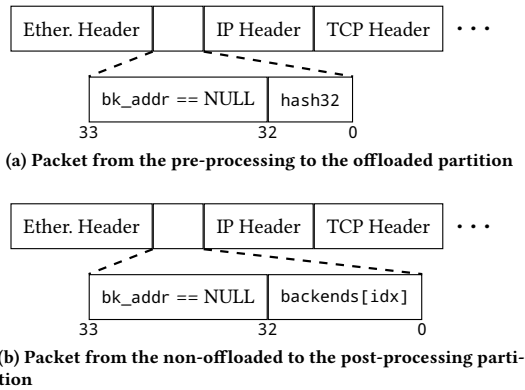 Ether. Header IP Header TCP Header ···
bk_addr == NULL hash32
33 32 0
(a) Packet from the pre-processing to the offloaded partition
Ether. Header IP Header TCP Header ···
bk_addr == NULL backends[idx]
33 32 0
(b) Packet from the non-offloaded to the post-processing parti-
tion